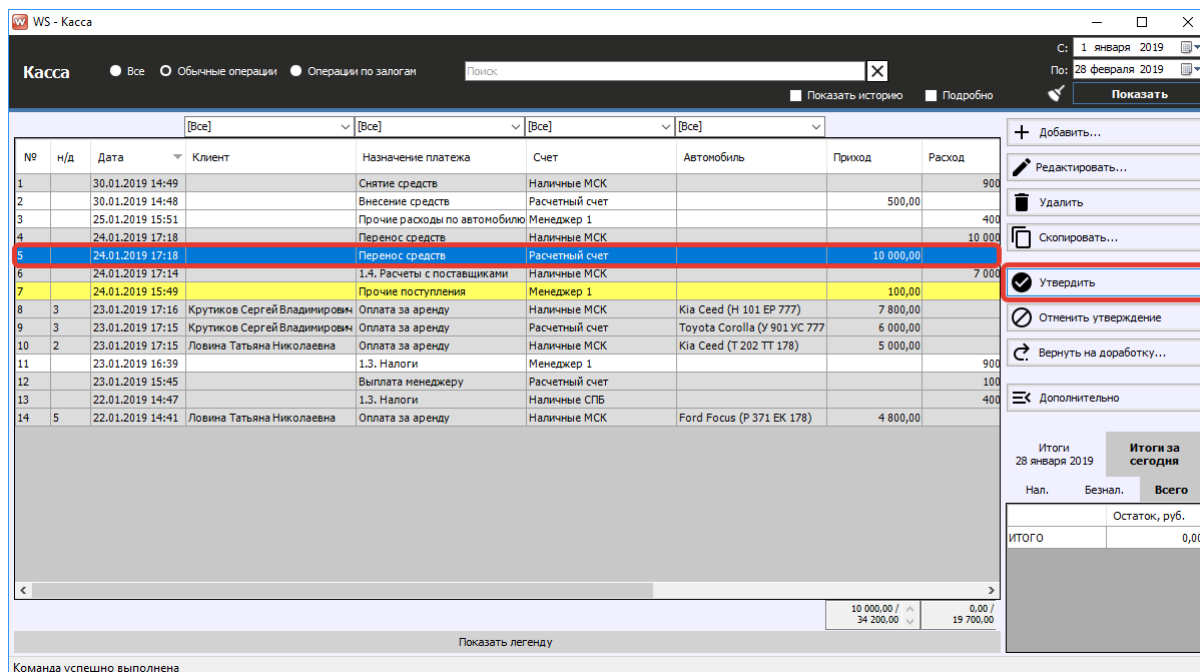 WS - Касса
Касса
Все Обычные операции Операции по залогам
Поиск
Показать историю Подробно
С: 1 января 2019
По: 28 февраля 2019
Показать
[Все] [Все] [Все] [Все]
№ н/д Дата Клиент Назначение платежа Счет Автомобиль Приход Расход
1 30.01.2019 14:49 Снятие средств Наличные МСК 900
2 30.01.2019 14:48 Внесение средств Расчетный счет 500,00
3 25.01.2019 15:51 Прочие расходы по автомобилю Менеджер 1 400
4 24.01.2019 17:18 Перенос средств Наличные МСК 10 000
5 24.01.2019 17:18 Перенос средств Расчетный счет 10 000,00
6 24.01.2019 17:14 1.4. Расчеты с поставщиками Наличные МСК 7 000
7 24.01.2019 15:49 Прочие поступления Менеджер 1 100,00
8 3 23.01.2019 17:16 Крутиков Сергей Владимирович Оплата за аренду Наличные МСК Kia Ceed (Н 101 ЕР 777) 7 800,00
9 3 23.01.2019 17:15 Крутиков Сергей Владимирович Оплата за аренду Расчетный счет Toyota Corolla (У 901 УС 777 6 000,00
10 2 23.01.2019 17:15 Ловина Татьяна Николаевна Оплата за аренду Наличные МСК Kia Ceed (Т 202 ТТ 178) 5 000,00
11 23.01.2019 16:39 1.3. Налоги Менеджер 1 900
12 23.01.2019 15:45 Выплата менеджеру Расчетный счет 100
13 22.01.2019 14:47 1.3. Налоги Наличные СПБ 400
14 5 22.01.2019 14:41 Ловина Татьяна Николаевна Оплата за аренду Наличные МСК Ford Focus (Р 371 ЕК 178) 4 800,00
10 000,00 / 0,00 /
34 200,00 19 700,00
Показать легенду
Команда успешно выполнена
Добавить...
Редактировать...
Удалить
Скопировать...
Утвердить
Отменить утверждение
Вернуть на доработку...
Дополнительно
Итоги Итоги за
28 января 2019 сегодня
Нал. Безнал. Всего
Остаток, руб.
ИТОГО 0,00